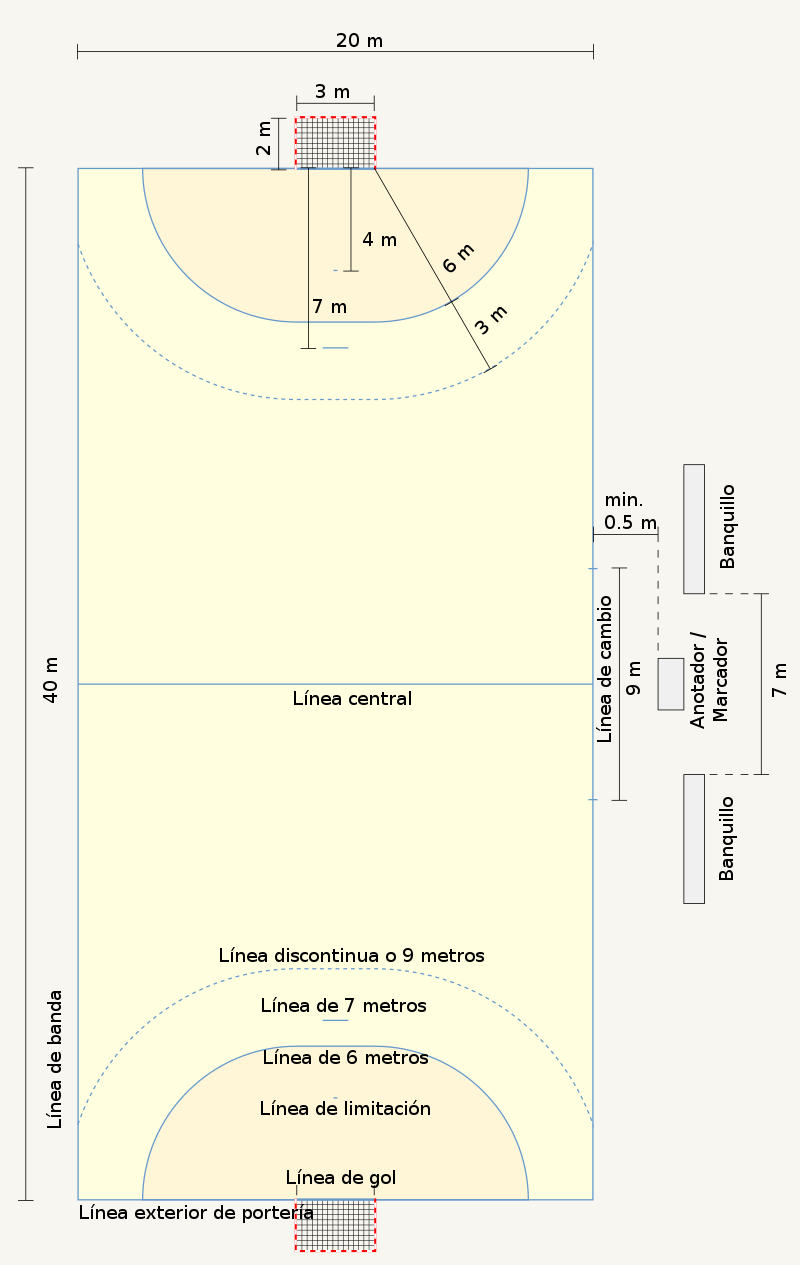 20 m
3 m
2 m
4 m
6 m
7 m
3 m
min.
0.5 m
Banquillo
Línea de cambio
9 m
Anotador /
Marcador
7 m
40 m
Línea central
Banquillo
Línea discontinua o 9 metros
Línea de 7 metros
Línea de banda
Línea de 6 metros
Línea de limitación
Línea de gol
Línea exterior de portería